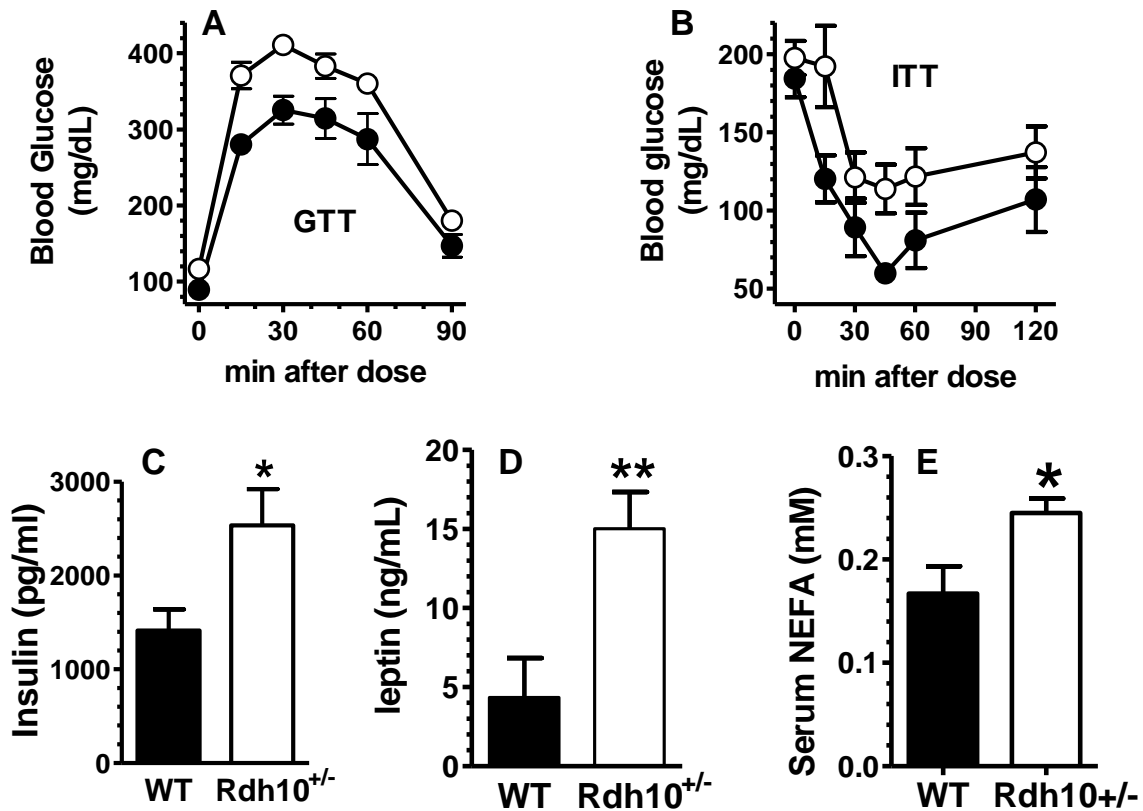 A
Blood Glucose
(mg/dL)
400
300
200
100
GTT
0 30 60 90
min after dose
B
Blood glucose
(mg/dL)
200
150
100
50
ITT
0 30 60 90 120
min after dose
C
*
Insulin (pg/ml)
3000
2000
1000
0
WT Rdh10+/-
D
**
leptin (ng/mL)
20
15
10
5
0
WT Rdh10+/-
E
*
Serum NEFA (mM)
0.3
0.2
0.1
0.0
WT Rdh10+/-